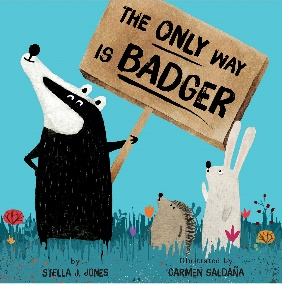 THE ONLY WAY
IS BADGER
by
STELLA J. JONES
illustrated by
CARMEN SALDAÑA